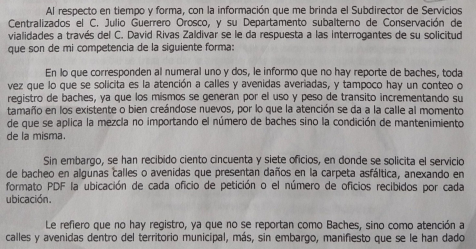 Al respecto en tiempo y forma, con la información que me brinda el Subdirector de Servicios
Centralizados el C. Julio Guerrero Orosco, y su Departamento subalterno de Conservación de
vialidades a través del C. David Rivas Zaldivar se le da respuesta a las interrogantes de su solicitud
que son de mi competencia de la siguiente forma:
En lo que corresponden al numeral uno y dos, le informo que no hay reporte de baches, toda
vez que lo que se solicita es la atención a calles y avenidas averiadas, y tampoco hay un conteo o
registro de baches, ya que los mismos se generan por el uso y peso de transito incrementando su
tamaño en los existente o bien creándose nuevos, por lo que la atención se da a la calle al momento
de que se aplica la mezcla no importando el número de baches sino la condición de mantenimiento
de la misma.
Sin embargo, se han recibido ciento cincuenta y siete oficios, en donde se solicita el servicio
de bacheo en algunas calles o avenidas que presentan daños en la carpeta asfáltica, anexando en
formato PDF la ubicación de cada oficio de petición o el número de oficios recibidos por cada
ubicación.
Le refiero que no hay registro, ya que no se reportan como Baches, sino como atención a
calles y avenidas dentro del territorio municipal, más, sin embargo, manifiesto que se le han dado